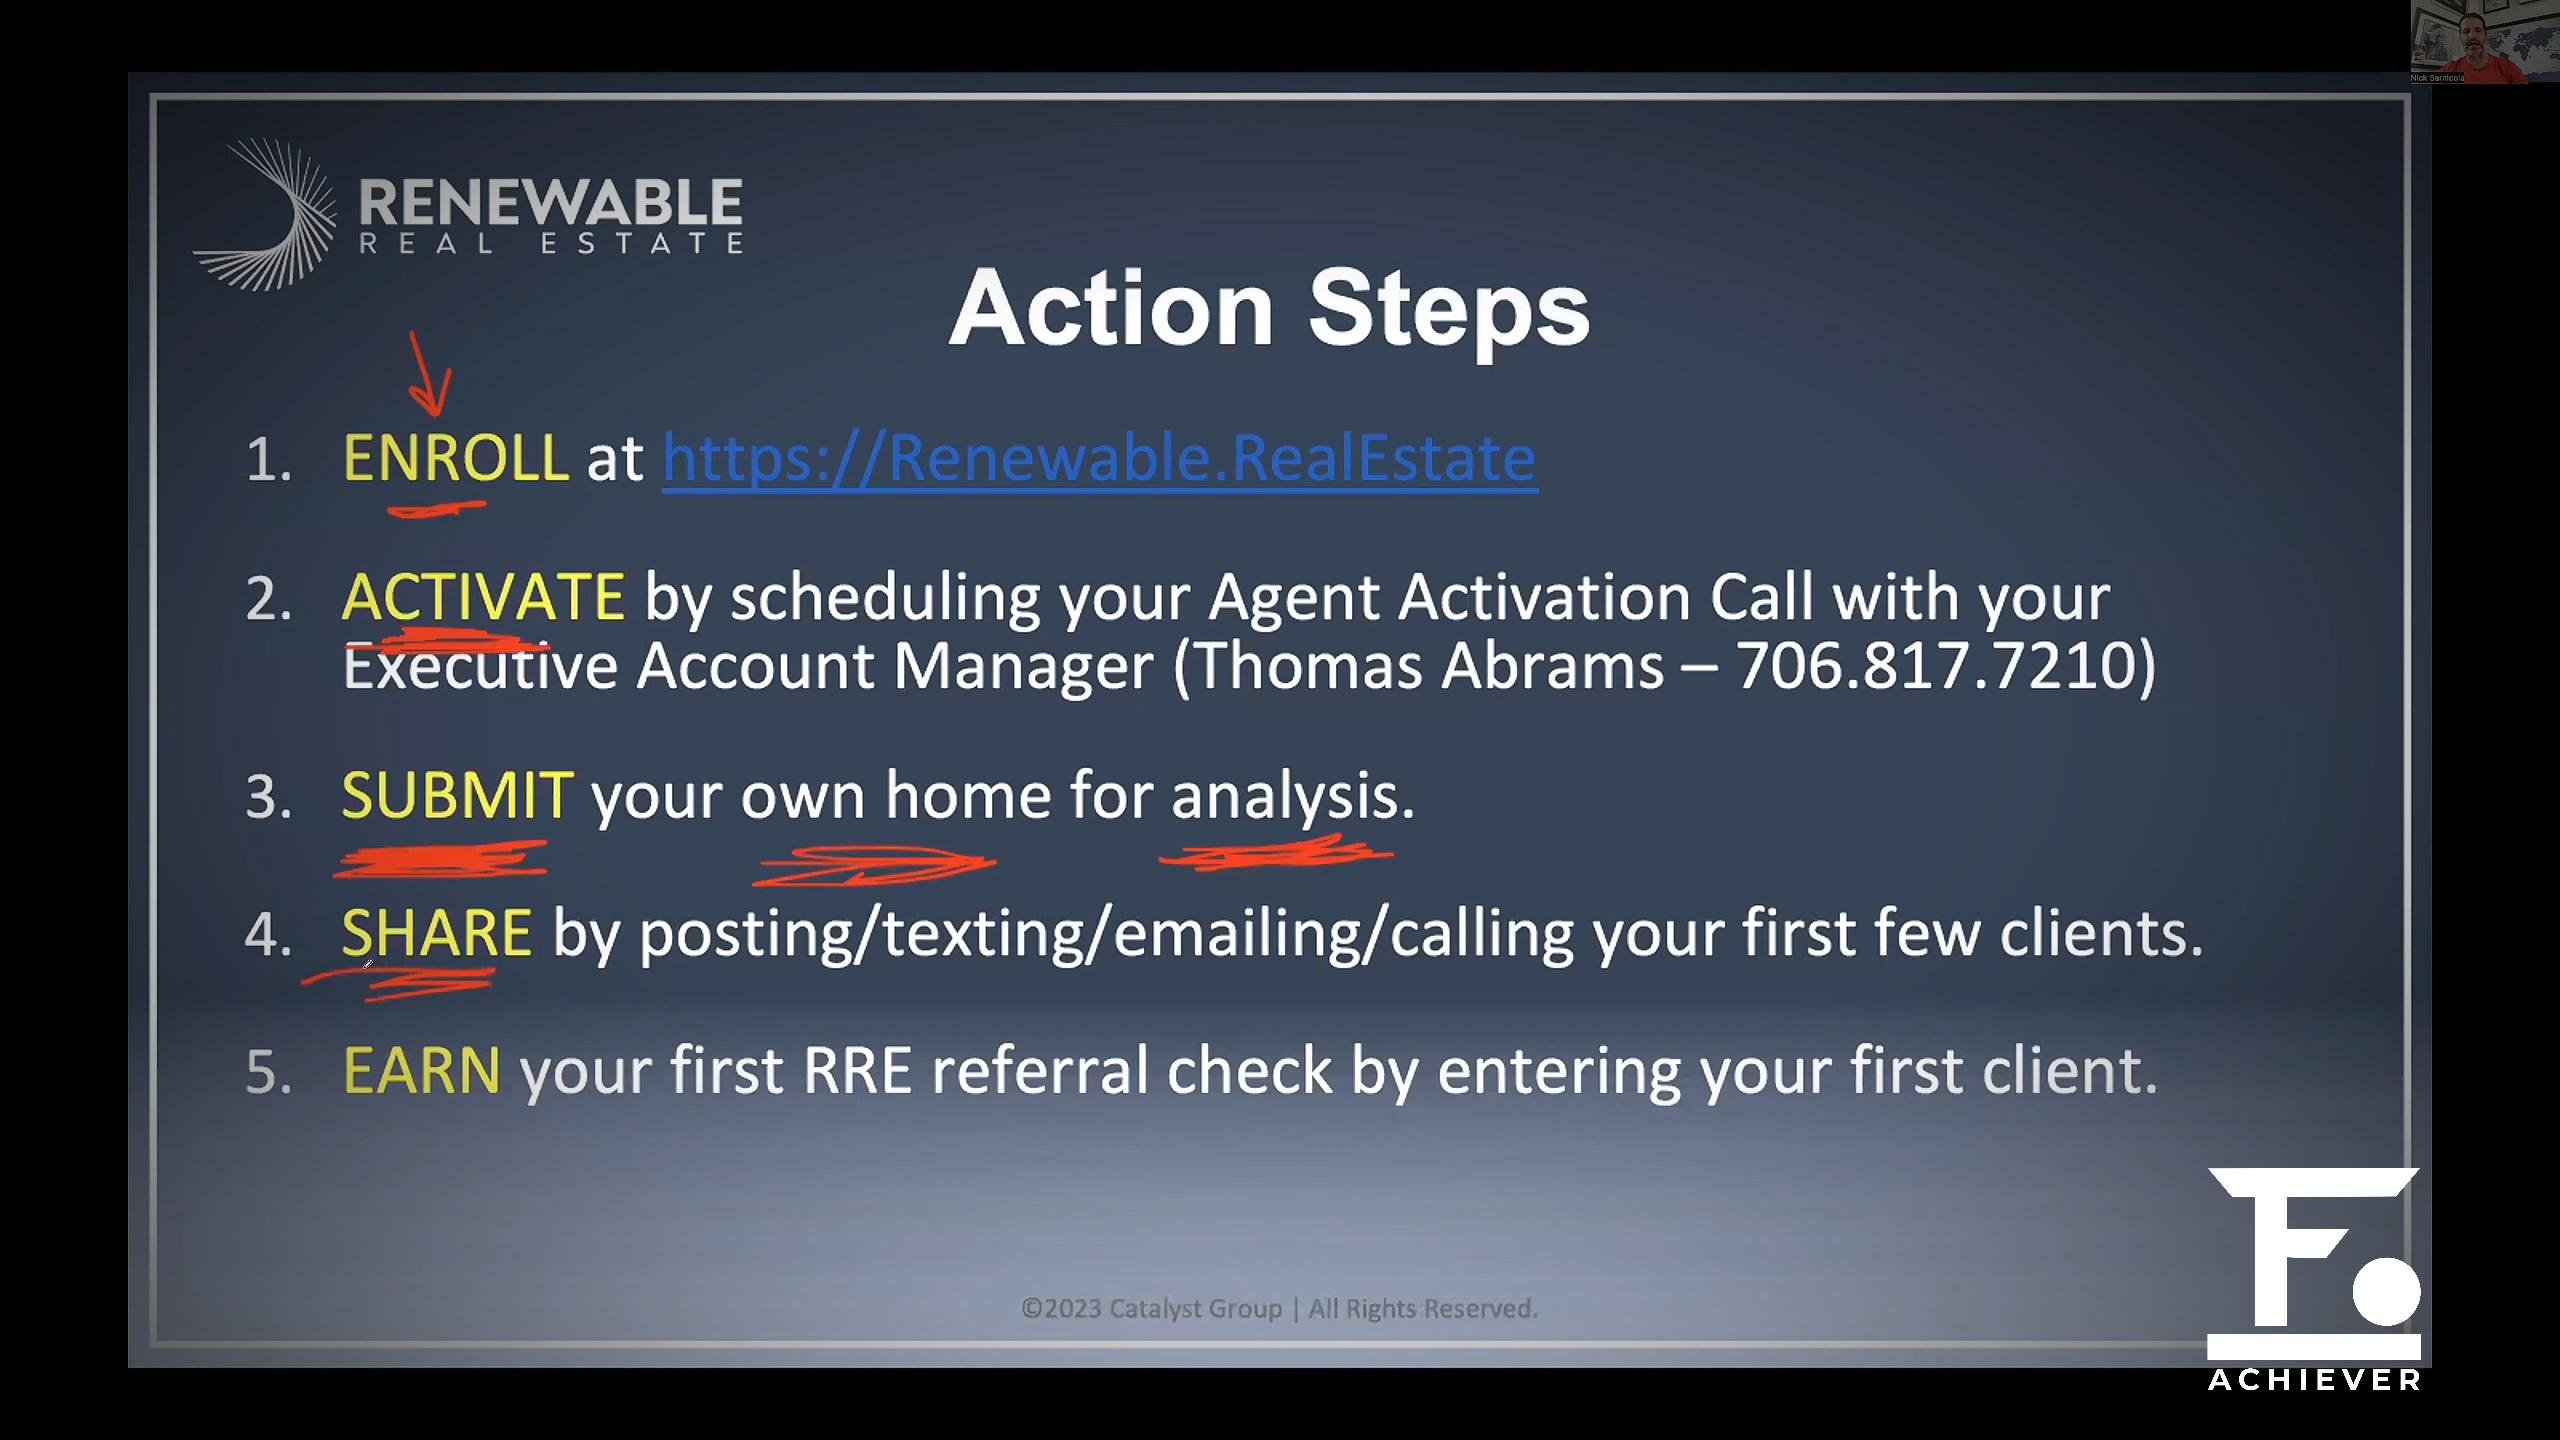 Nick Sarnicola
RENEWABLE
REAL ESTATE
Action Steps
1. ENROLL at https://Renewable.RealEstate
2. ACTIVATE by scheduling your Agent Activation Call with your
Executive Account Manager (Thomas Abrams – 706.817.7210)
3. SUBMIT your own home for analysis.
4. SHARE by posting/texting/emailing/calling your first few clients.
5. EARN your first RRE referral check by entering your first client.
©2023 Catalyst Group | All Rights Reserved.
F
ACHIEVER